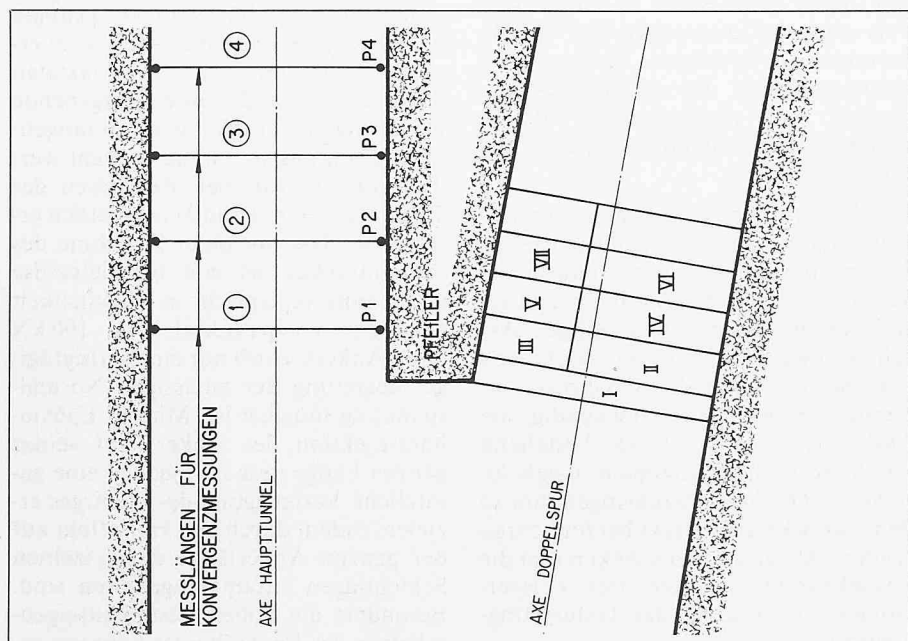 MESSLÄNGEN FÜR
KONVERGENZMESSUNGEN
AXE HAUPTTUNNEL
1
2
3
4
P1
P2
P3
P4
PFEILER
I
II
III
IV
V
VI
VII
AXE DOPPELSPUR